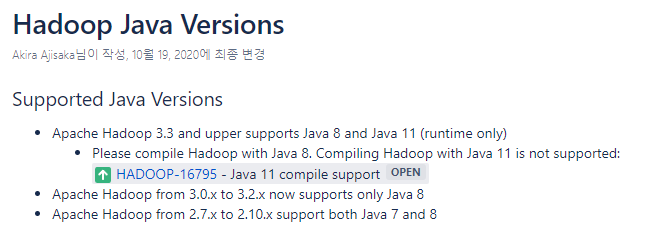 Hadoop Java Versions
Akira Ajisaka님이 작성, 10월 19, 2020에 최종 변경
Supported Java Versions
Apache Hadoop 3.3 and upper supports Java 8 and Java 11 (runtime only)
Please compile Hadoop with Java 8. Compiling Hadoop with Java 11 is not supported:
HADOOP-16795 - Java 11 compile support OPEN
Apache Hadoop from 3.0.x to 3.2.x now supports only Java 8
Apache Hadoop from 2.7.x to 2.10.x support both Java 7 and 8